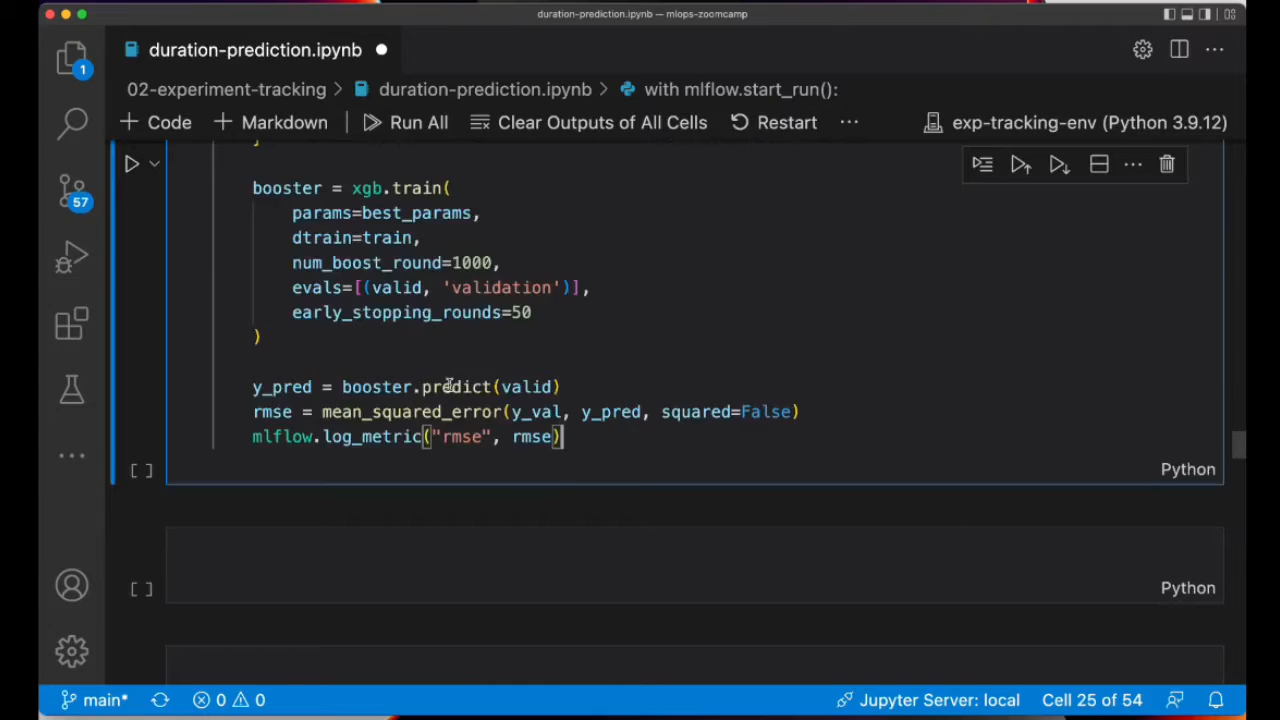 duration-prediction.ipynb — mlops-zoomcamp
duration-prediction.ipynb
02-experiment-tracking > duration-prediction.ipynb > with mlflow.start_run():
+ Code + Markdown Run All Clear Outputs of All Cells Restart ··· exp-tracking-env (Python 3.9.12)
1
57
booster = xgb.train(
params=best_params,
dtrain=train,
num_boost_round=1000,
evals=[(valid, 'validation')],
early_stopping_rounds=50
)
y_pred = booster.predict(valid)
rmse = mean_squared_error(y_val, y_pred, squared=False)
mlflow.log_metric("rmse", rmse)
[ ] Python
[ ] Python
main* 0 0 Jupyter Server: local Cell 25 of 54